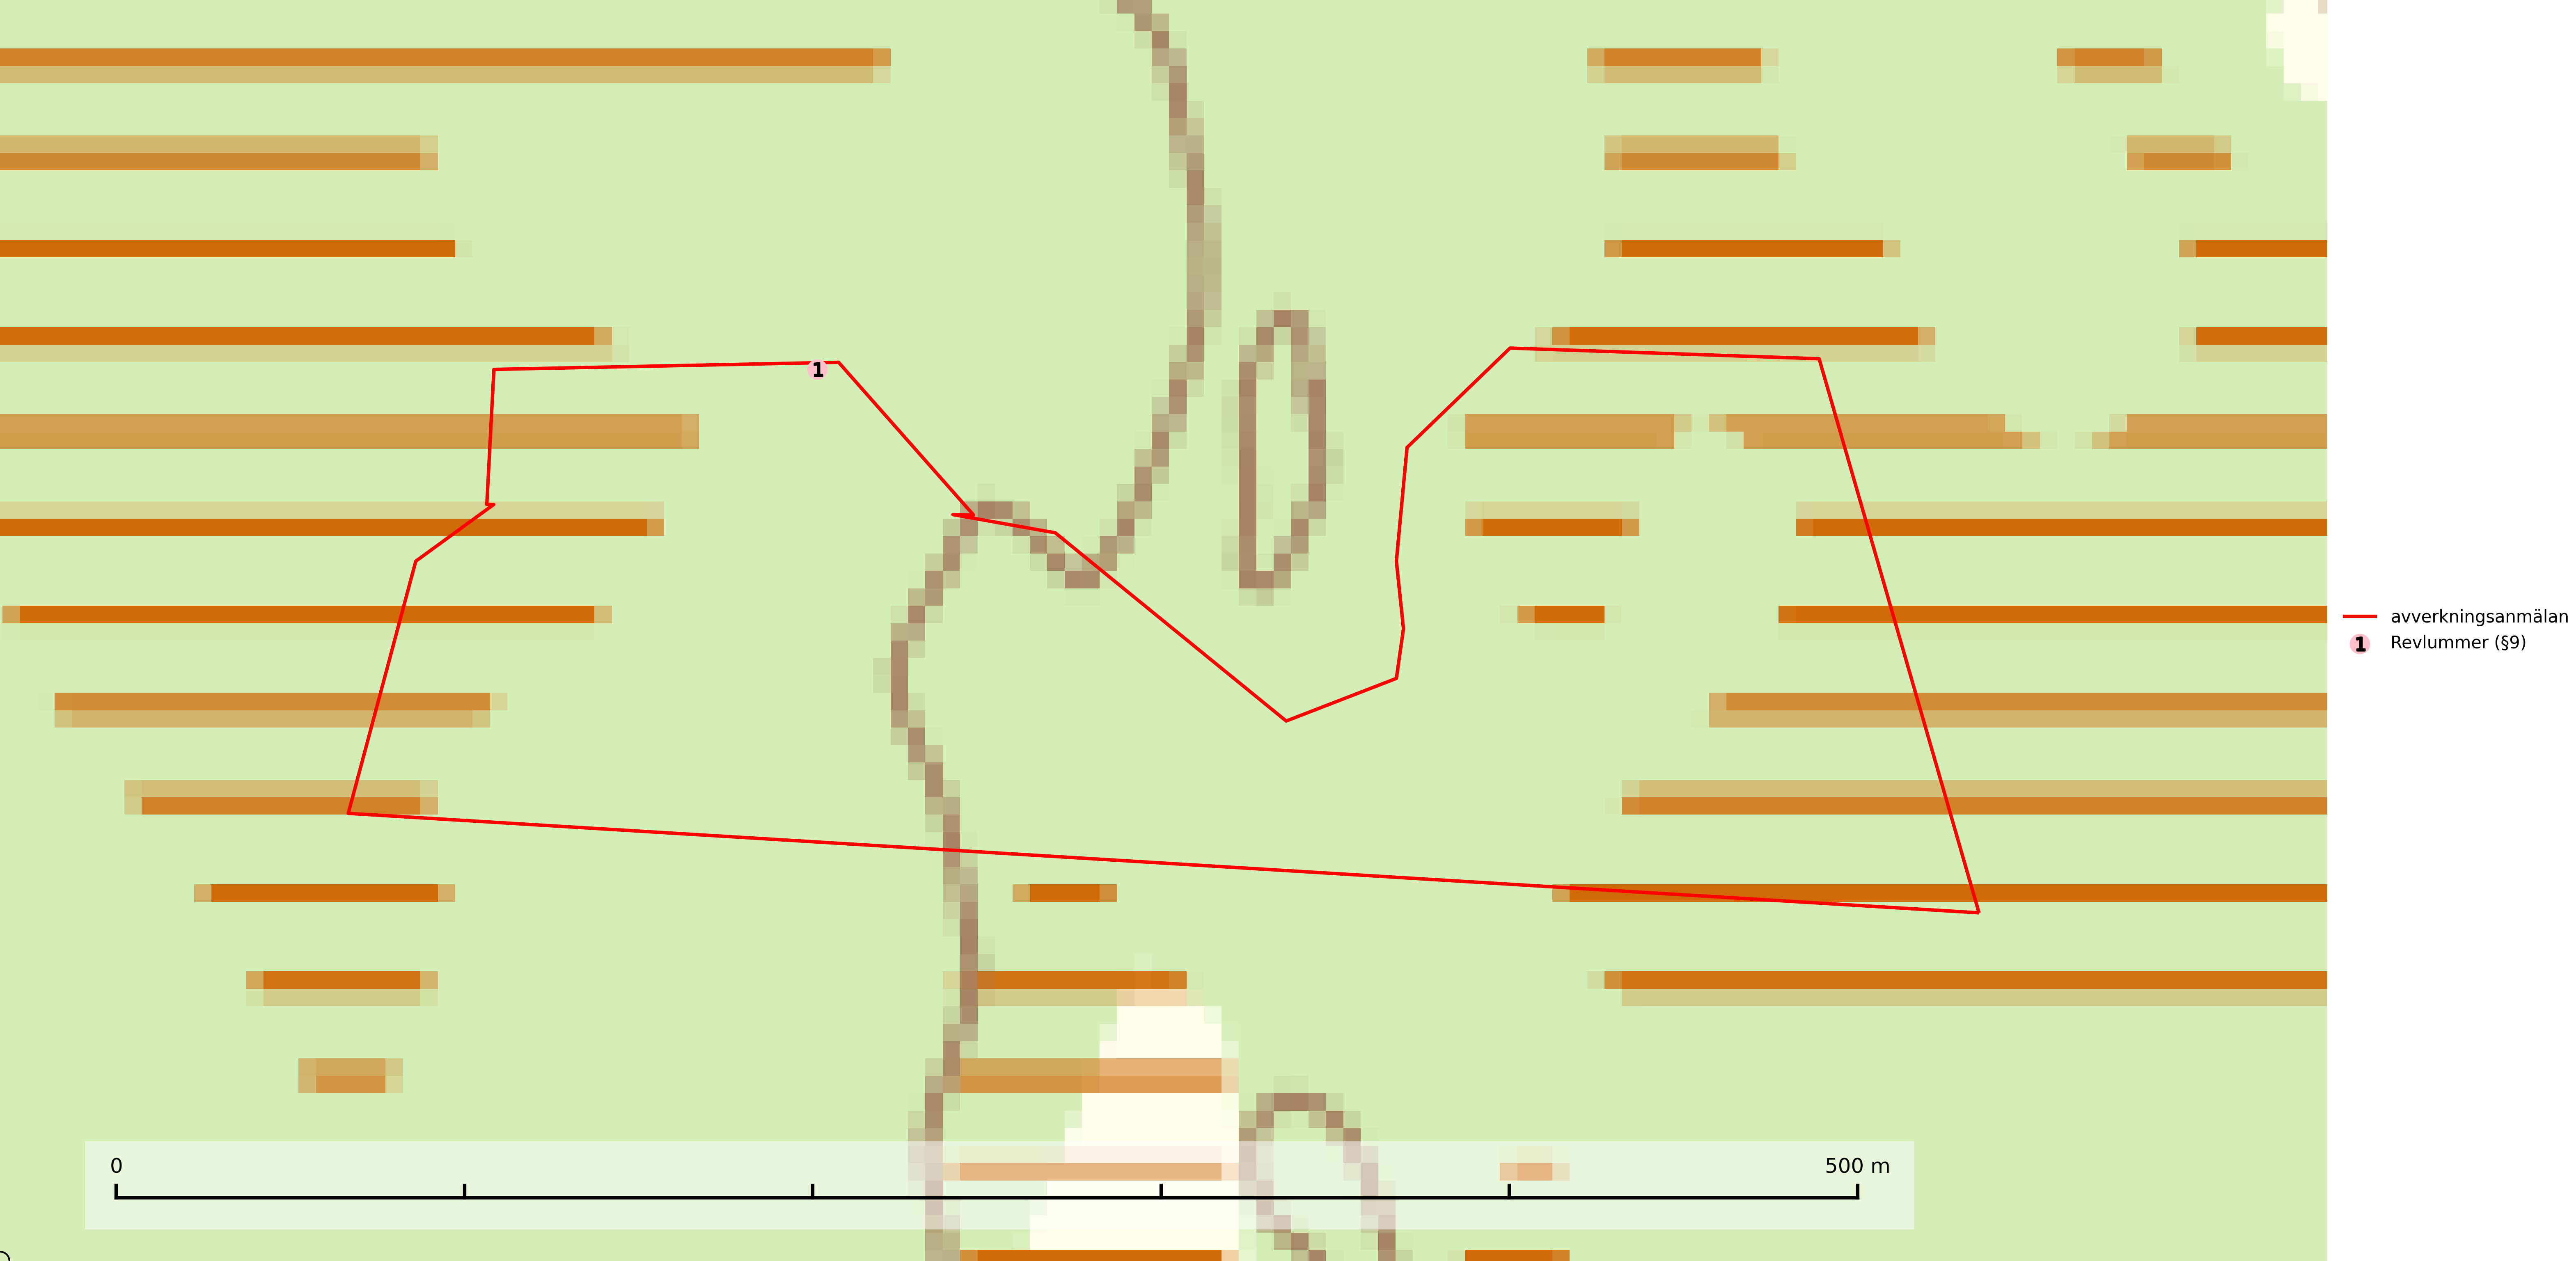 1
avverkningsanmälan
1 Revlummer (§9)
0 500 m